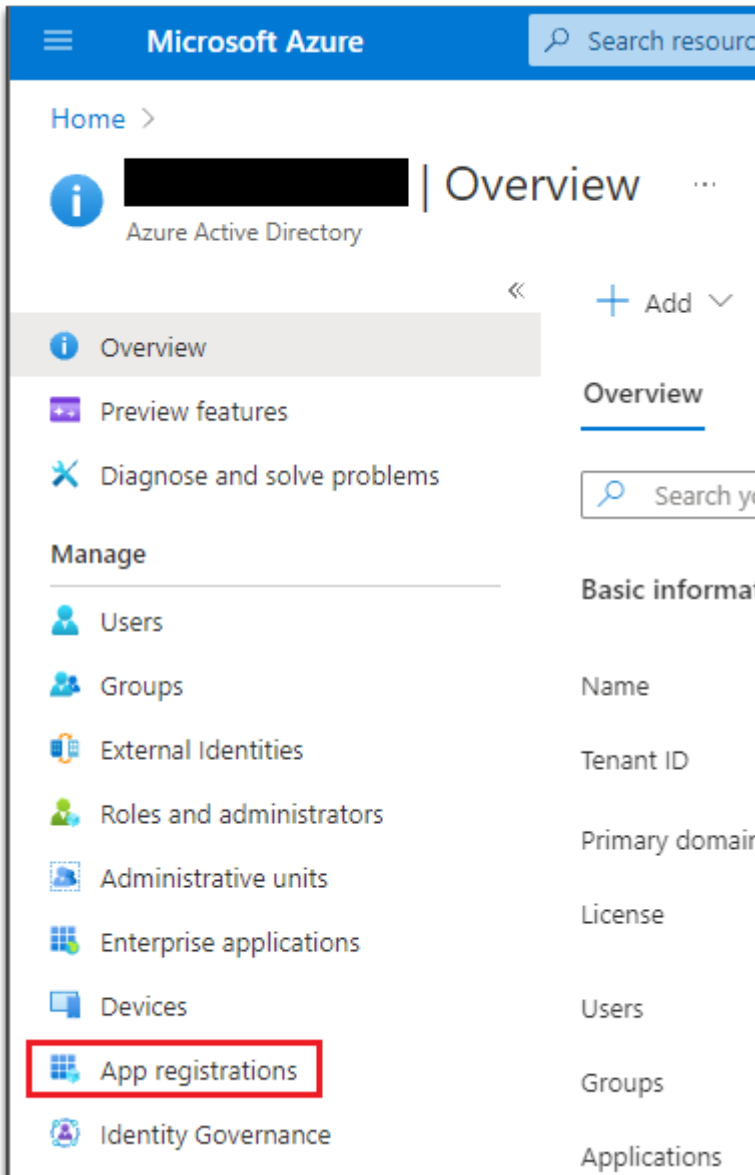 Microsoft Azure
Search resourc
Home >
| Overview ...
Azure Active Directory
«
Overview
Preview features
Diagnose and solve problems
Manage
Users
Groups
External Identities
Roles and administrators
Administrative units
Enterprise applications
Devices
App registrations
Identity Governance
+ Add
Overview
Search yo
Basic informat
Name
Tenant ID
Primary domain
License
Users
Groups
Applications